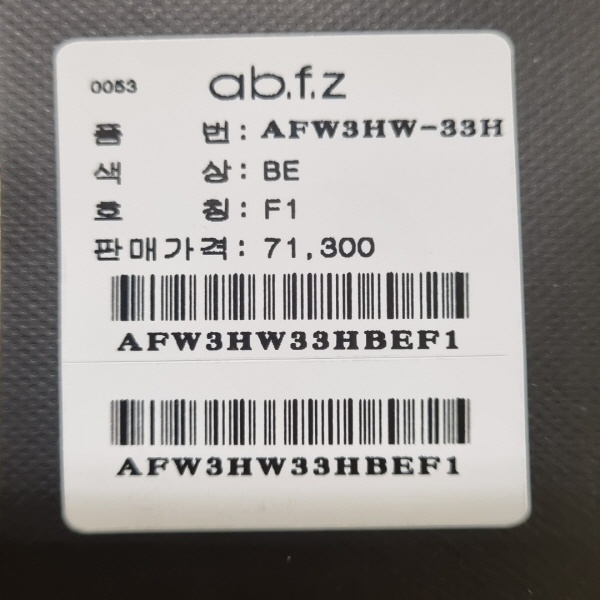 0053 ab.f.z
품 번: AFW3HW-33H
색 상: BE
호 칭: F1
판매가격: 71,300
AFW3HW33HBEF1
AFW3HW33HBEF1